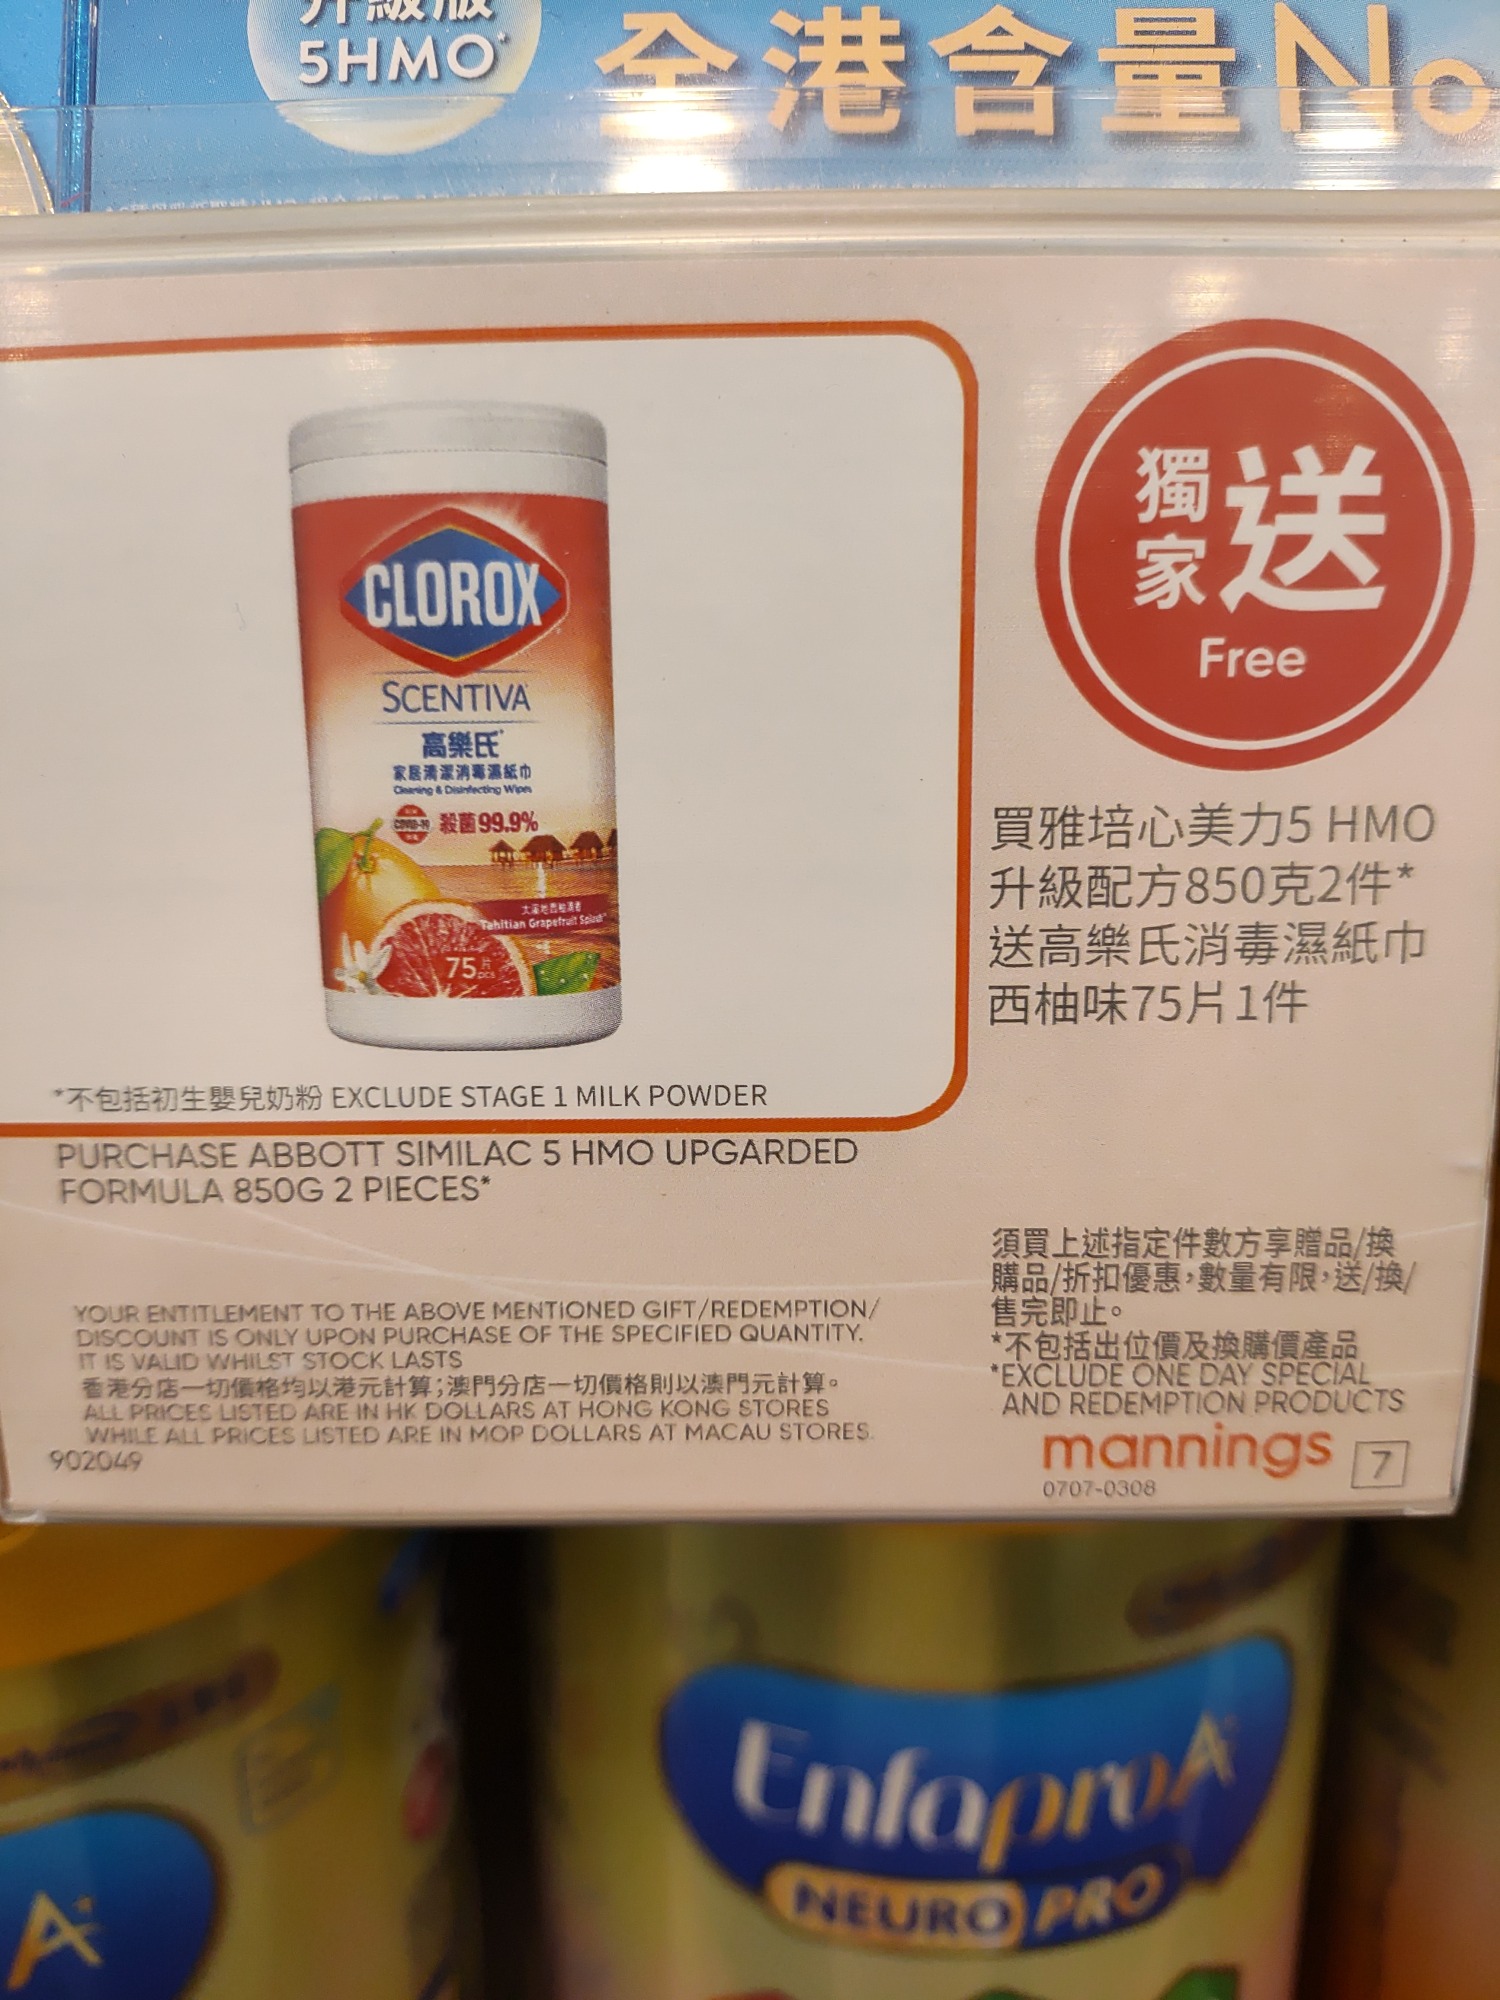 升級版
5HMO*
全港含量No
獨家送
Free
CLOROX
SCENTIVA
高樂氏
家居清潔消毒濕紙巾
Cleaning & Disinfecting Wipes
COVID-19
殺菌99.9%
Tahitian Grapefruit Splash
75片
pcs
買雅培心美力5 HMO
升級配方850克2件*
送高樂氏消毒濕紙巾
西柚味75片1件
*不包括初生嬰兒奶粉 EXCLUDE STAGE 1 MILK POWDER
PURCHASE ABBOTT SIMILAC 5 HMO UPGARDED
FORMULA 850G 2 PIECES*
須買上述指定件數方享贈品/換
購品/折扣優惠，數量有限，送/換/
售完即止。
*不包括出位價及換購價產品
*EXCLUDE ONE DAY SPECIAL
AND REDEMPTION PRODUCTS
YOUR ENTITLEMENT TO THE ABOVE MENTIONED GIFT/REDEMPTION/
DISCOUNT IS ONLY UPON PURCHASE OF THE SPECIFIED QUANTITY.
IT IS VALID WHILST STOCK LASTS
香港分店一切價格均以港元計算；澳門分店一切價格則以澳門元計算。
ALL PRICES LISTED ARE IN HK DOLLARS AT HONG KONG STORES
WHILE ALL PRICES LISTED ARE IN MOP DOLLARS AT MACAU STORES.
902049
mannings 7
0707-0308
Enfapro A+
NEURO PRO
A+